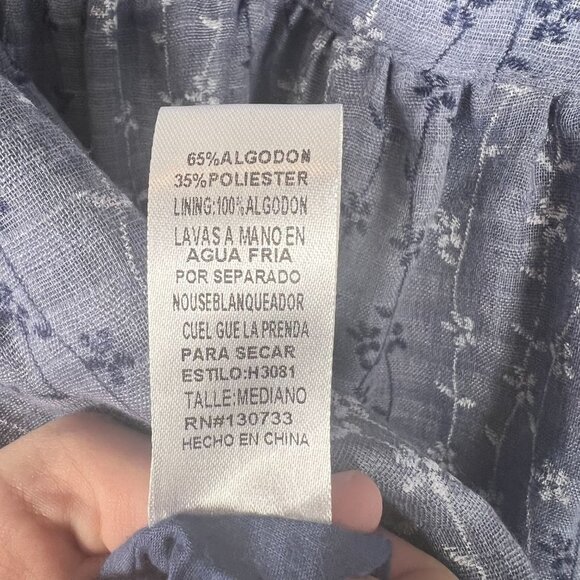 65%ALGODON
35%POLIESTER
LINING:100%ALGODON
LAVAS A MANO EN
AGUA FRIA
POR SEPARADO
NOUSEBLANQUEADOR
CUEL GUE LA PRENDA
PARA SECAR
ESTILO:H3081
TALLE:MEDIANO
RN#130733
HECHO EN CHINA